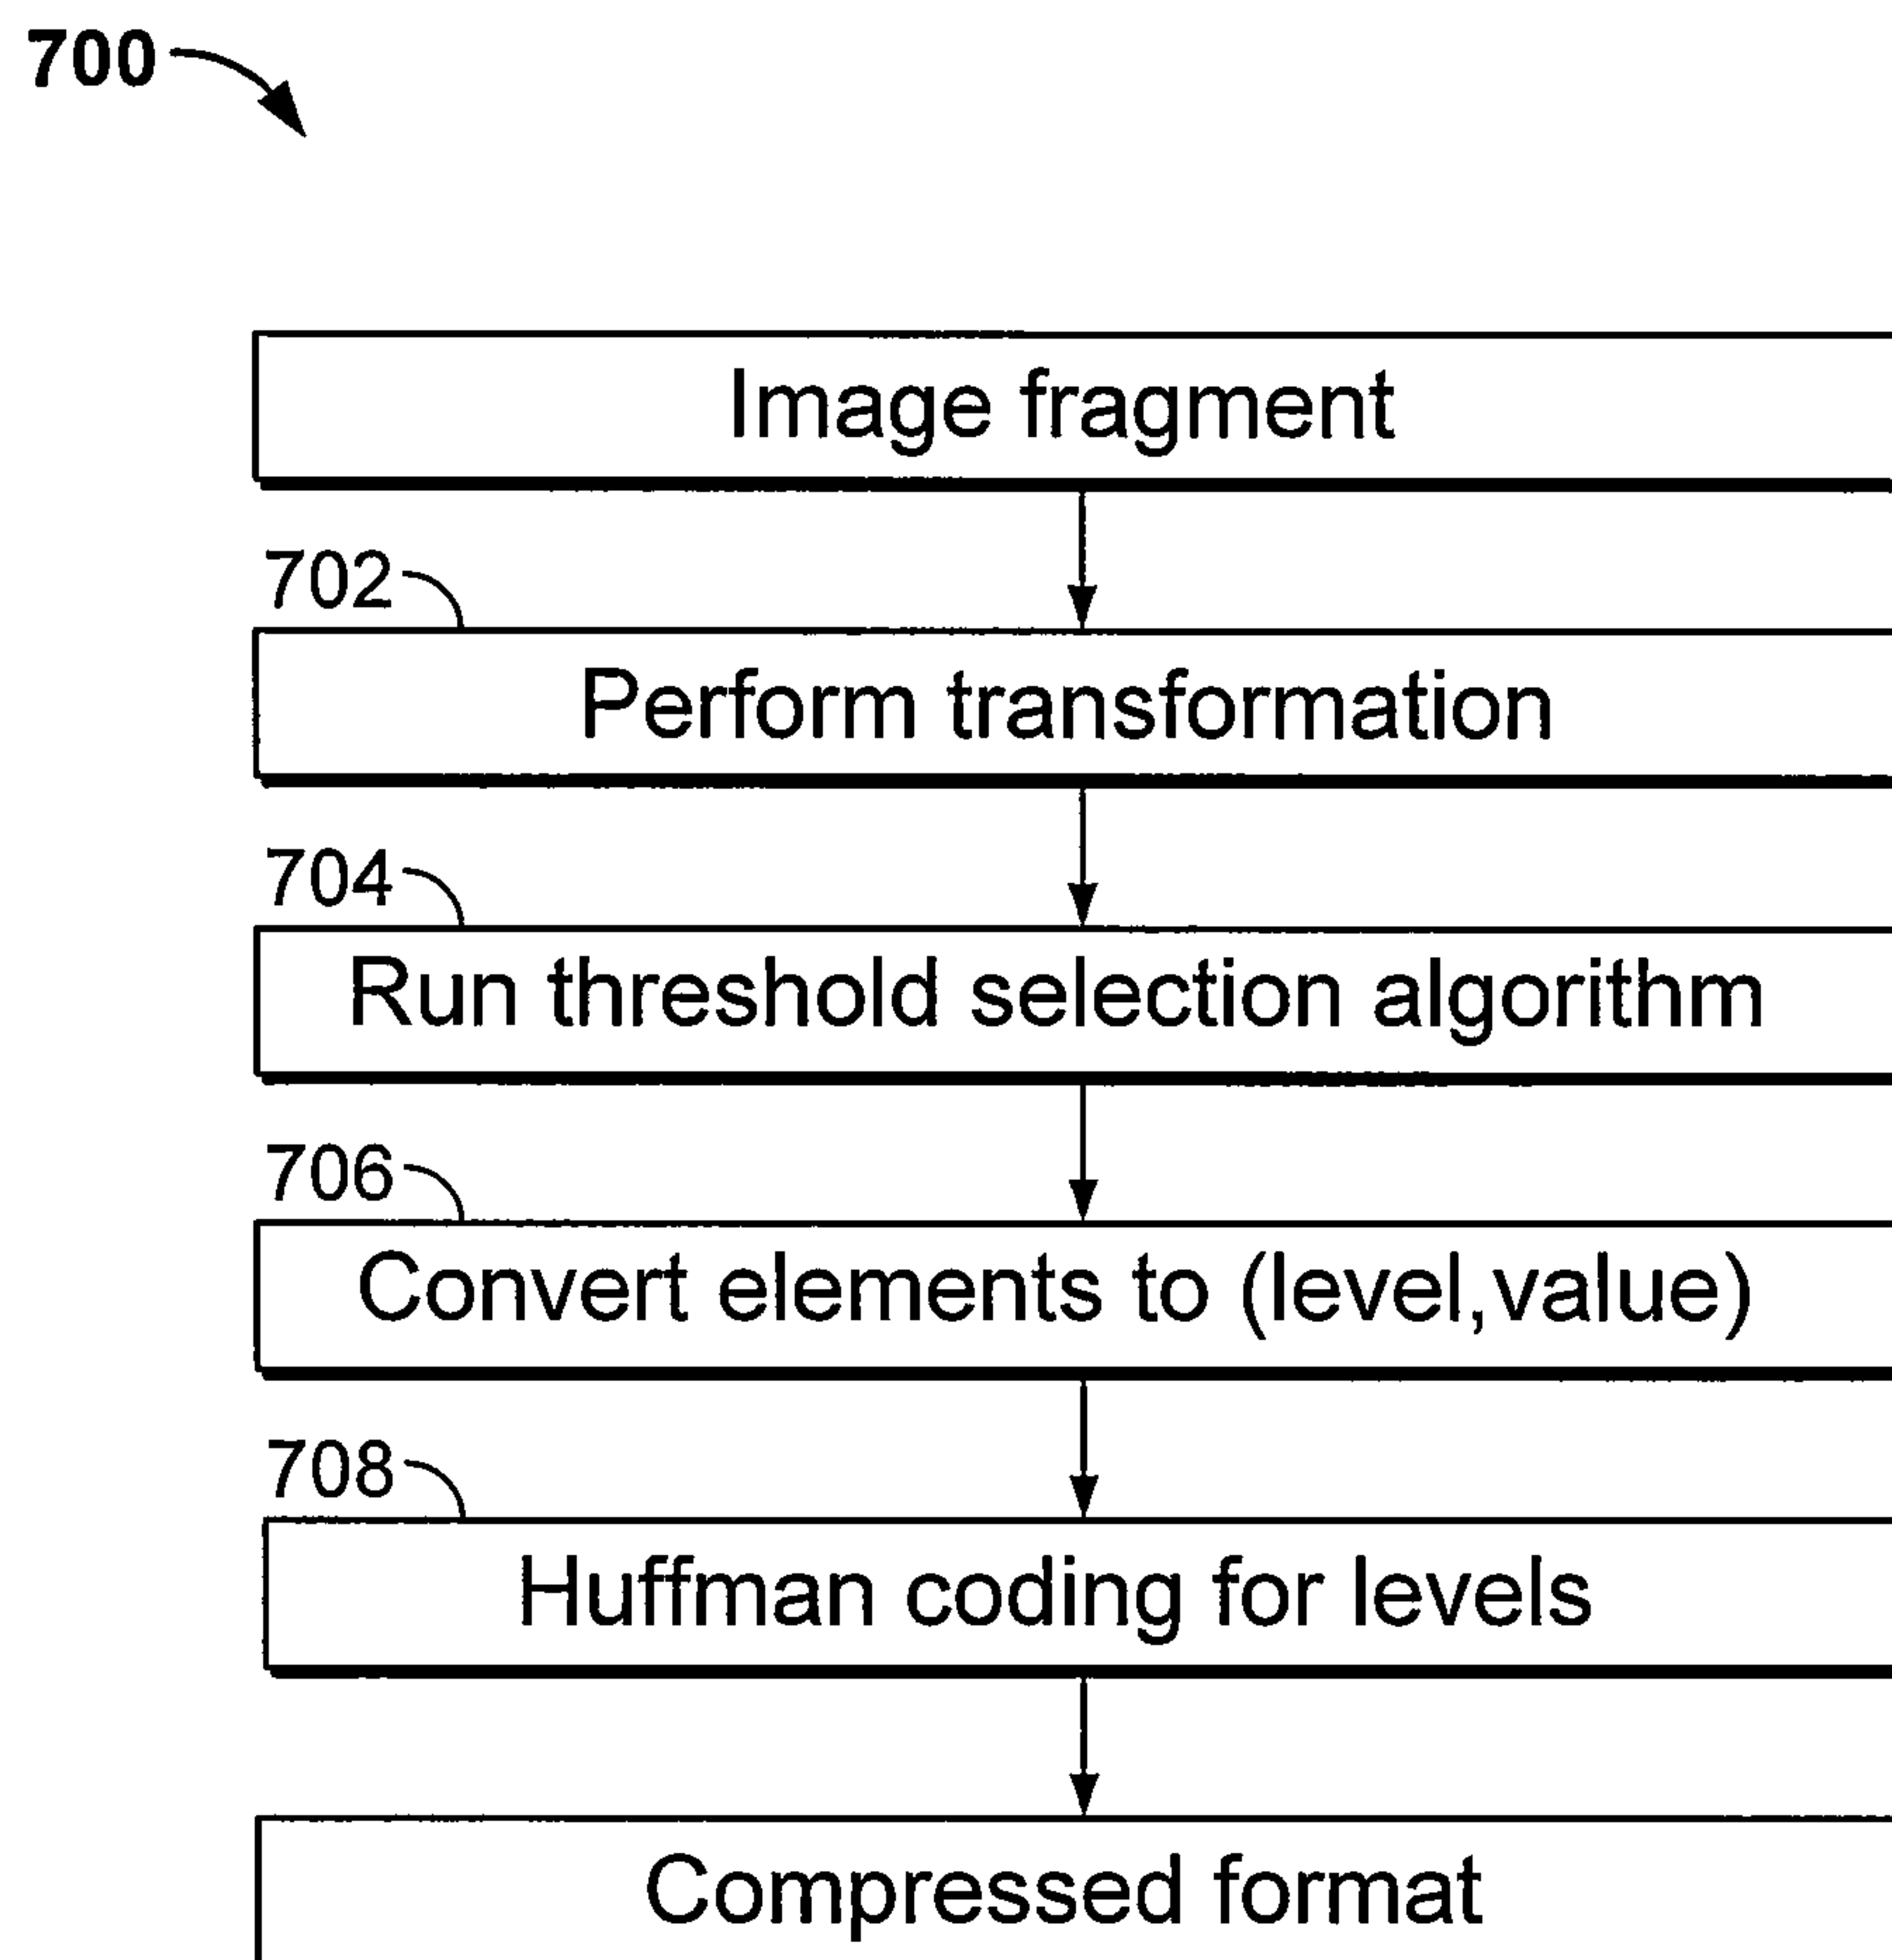 700
Image fragment
702
Perform transformation
704
Run threshold selection algorithm
706
Convert elements to (level,value)
708
Huffman coding for levels
Compressed format